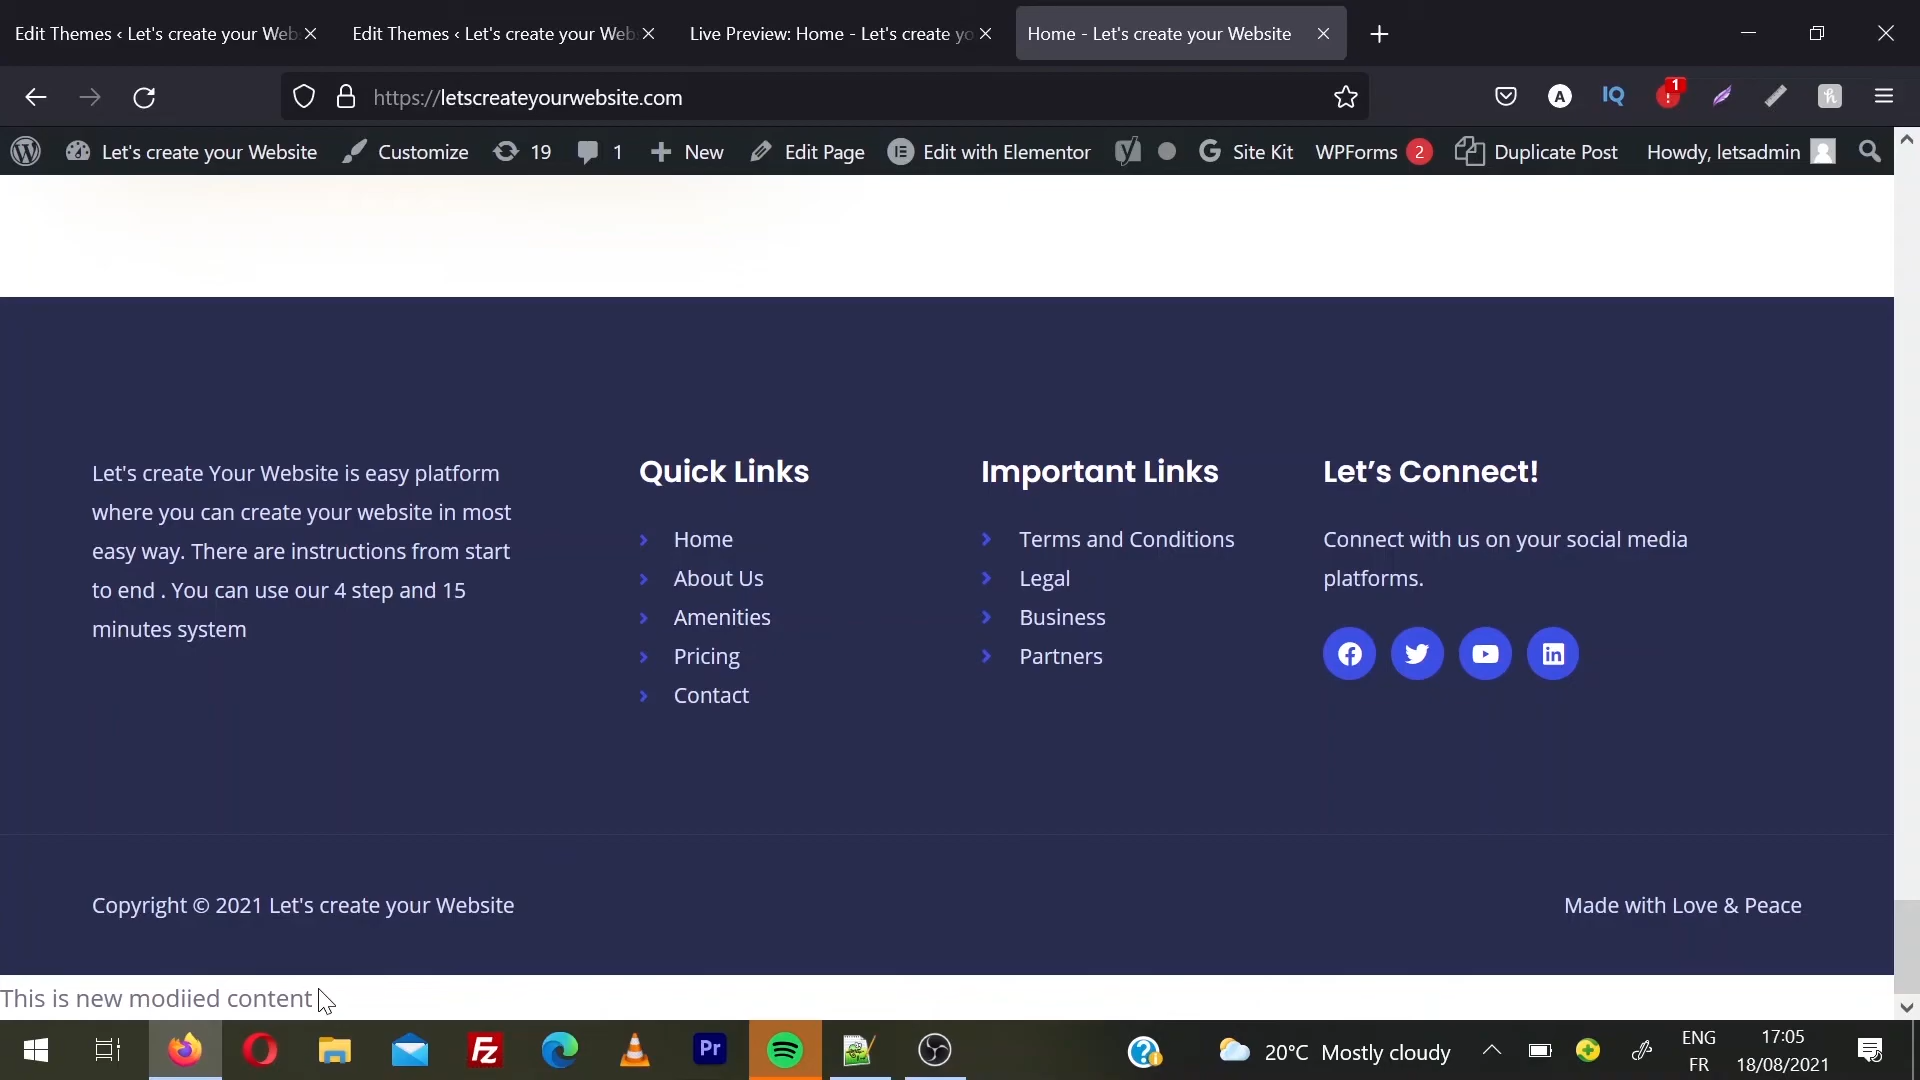 Edit Themes ‹ Let's create your Web
Edit Themes ‹ Let's create your Web
Live Preview: Home - Let's create yo
Home - Let's create your Website
https://letscreateyourwebsite.com
A
IQ
1
Let's create your Website
Customize
19
1
New
Edit Page
Edit with Elementor
Site Kit
WPForms 2
Duplicate Post
Howdy, letsadmin
Let's create Your Website is easy platform
where you can create your website in most
easy way. There are instructions from start
to end . You can use our 4 step and 15
minutes system
Quick Links
Home
About Us
Amenities
Pricing
Contact
Important Links
Terms and Conditions
Legal
Business
Partners
Let’s Connect!
Connect with us on your social media
platforms.
Copyright © 2021 Let's create your Website
Made with Love & Peace
This is new modiied content
Pr
20°C Mostly cloudy
ENG
FR
17:05
18/08/2021